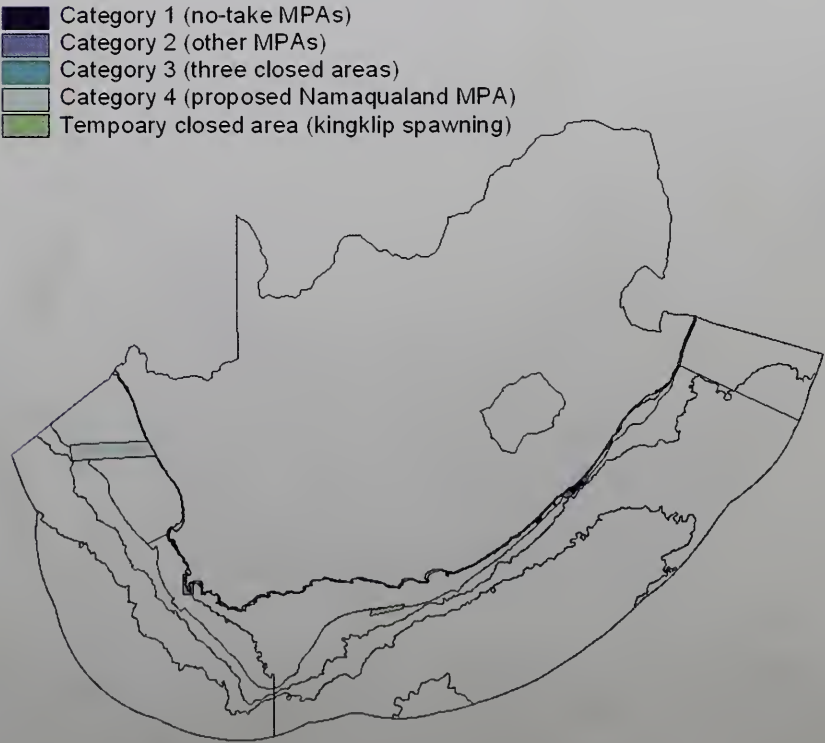 Category 1 (no-take MPAs)
Category 2 (other MPAs)
Category 3 (three closed areas)
Category 4 (proposed Namaqualand MPA)
Tempoary closed area (kingklip spawning)